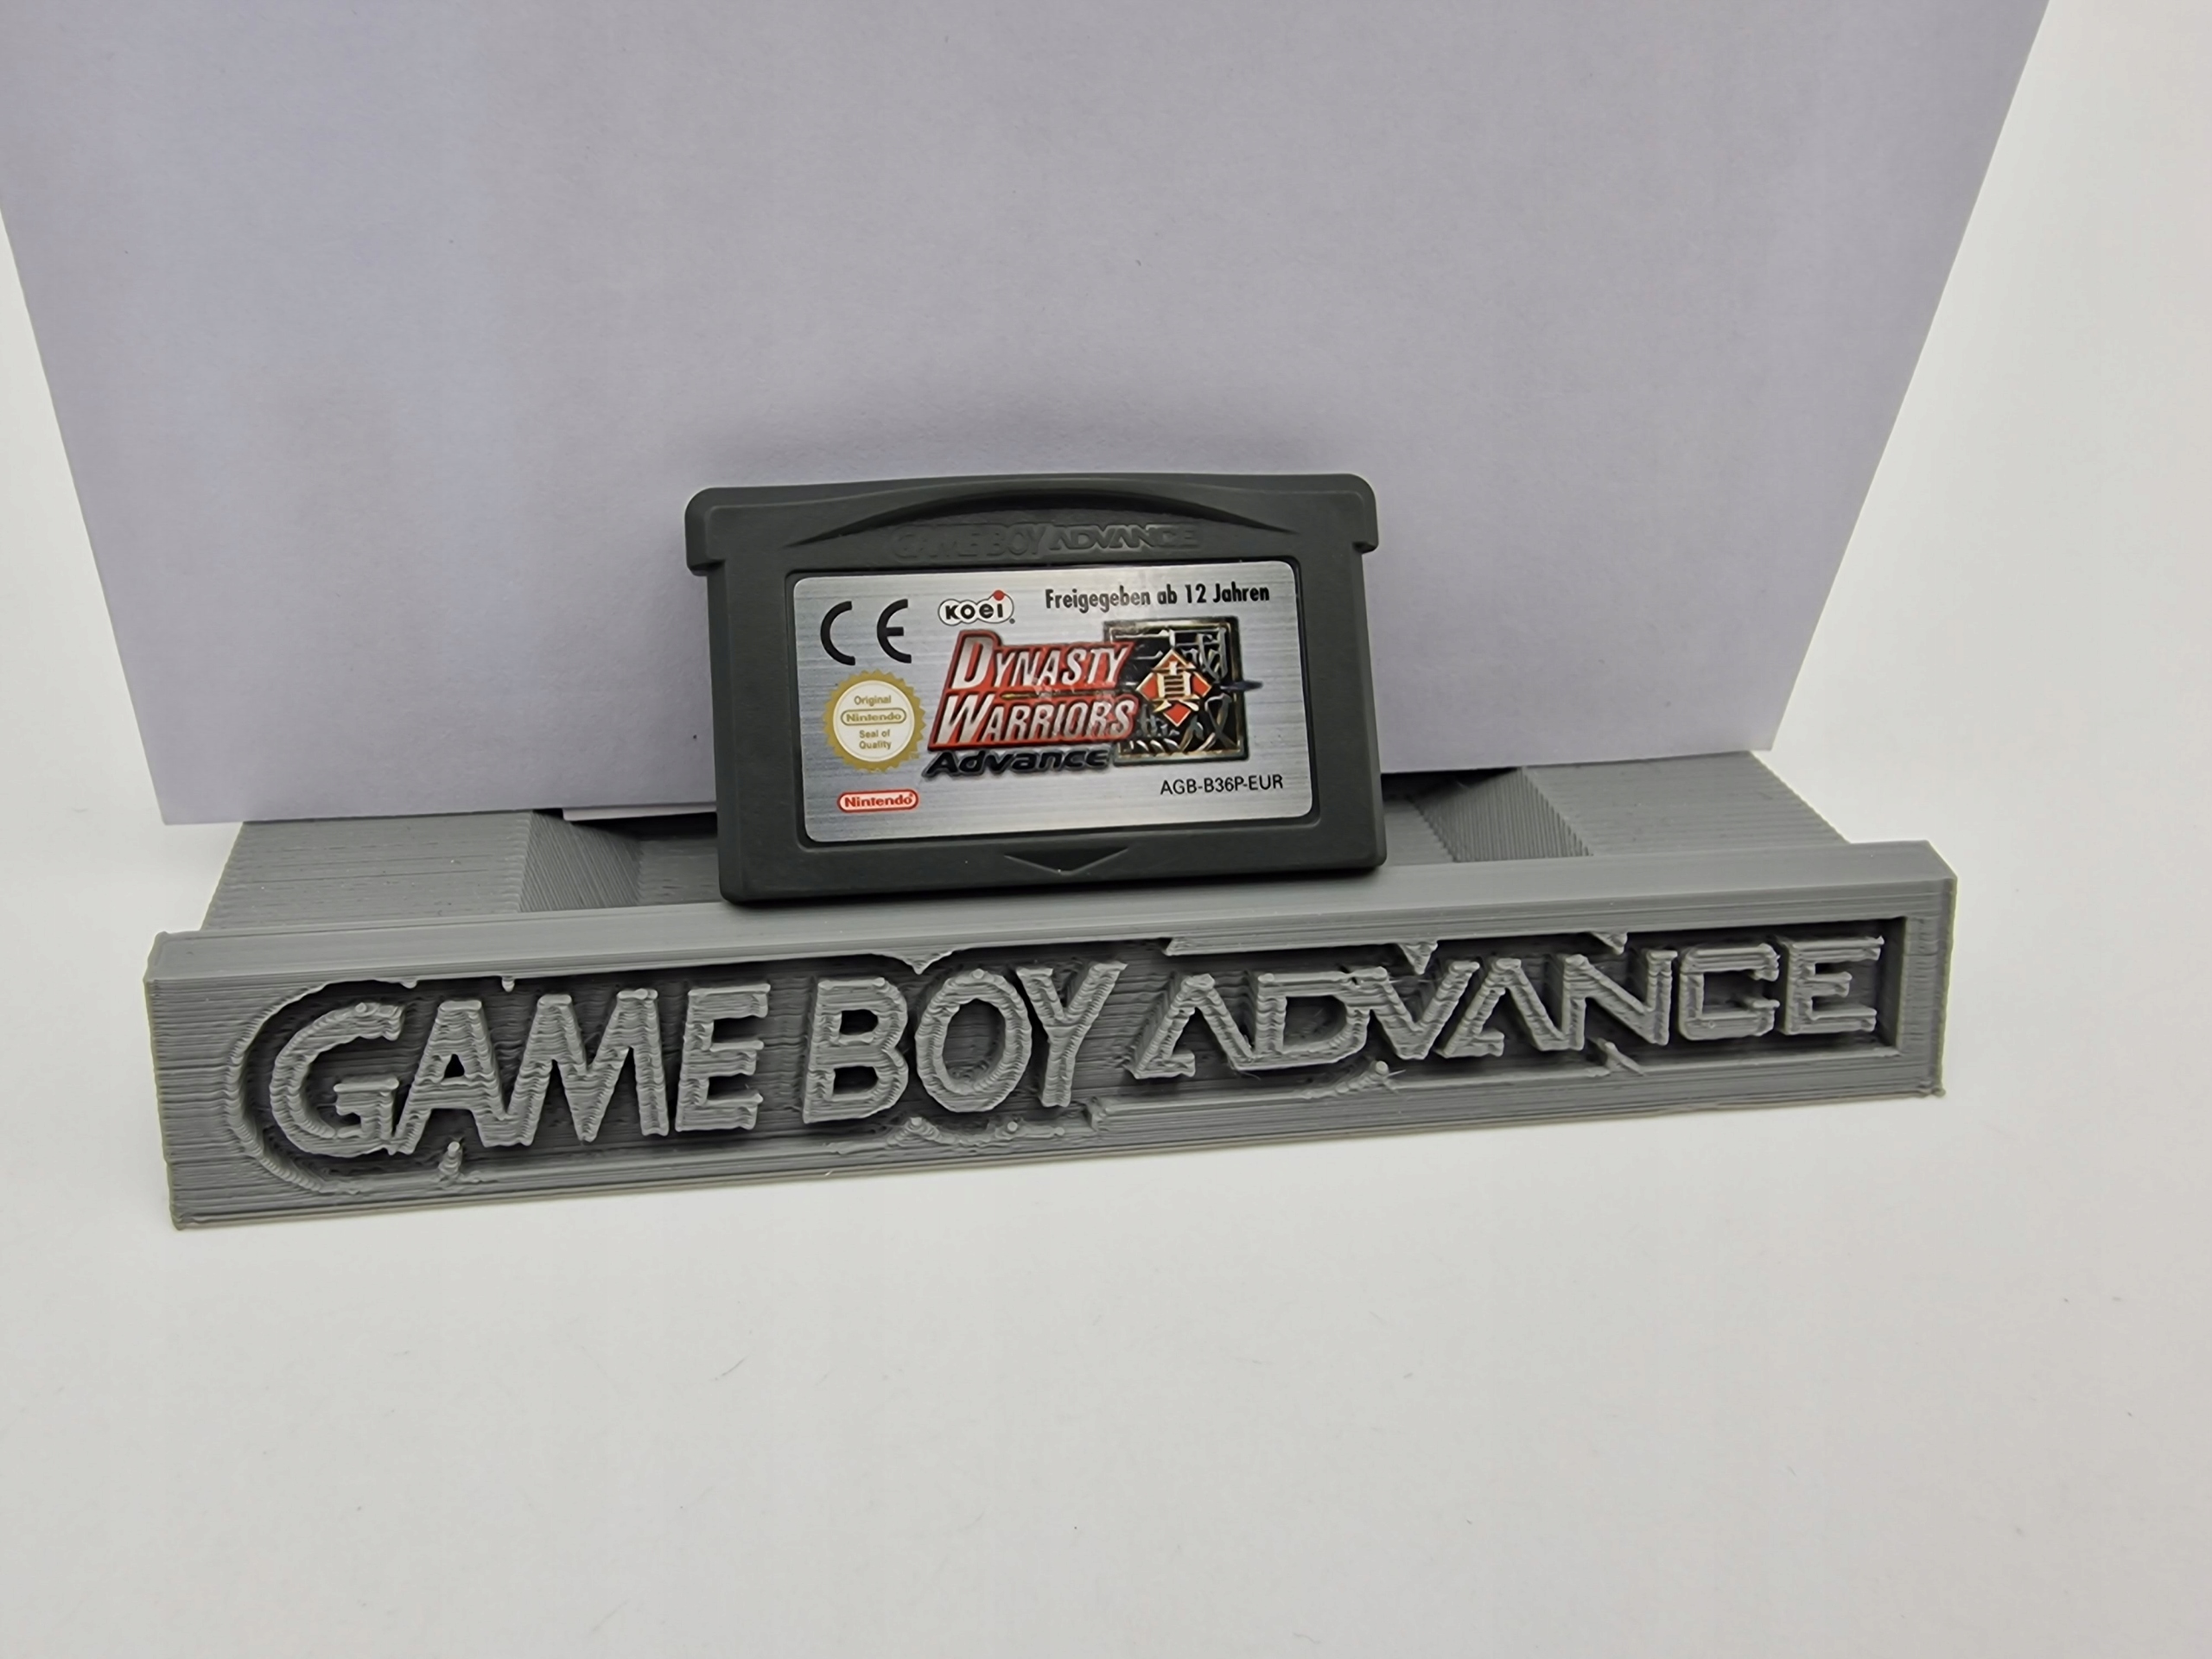 GAME BOY ADVANCE
CE
KOEI
Freigegeben ab 12 Jahren
DYNASTY
WARRIORS
Advance
真
Original
Nintendo
Seal of
Quality
Nintendo
AGB-B36P-EUR
GAME BOY ADVANCE